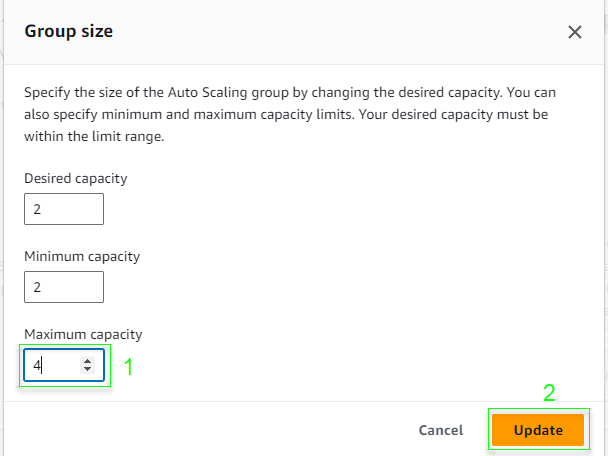 Group size
Specify the size of the Auto Scaling group by changing the desired capacity. You can
also specify minimum and maximum capacity limits. Your desired capacity must be
within the limit range.
Desired capacity
2
Minimum capacity
2
Maximum capacity
4
1
2
Cancel
Update